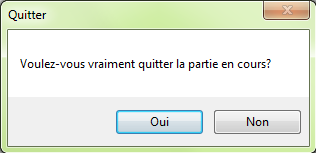 Quitter
Voulez-vous vraiment quitter la partie en cours?
Oui
Non